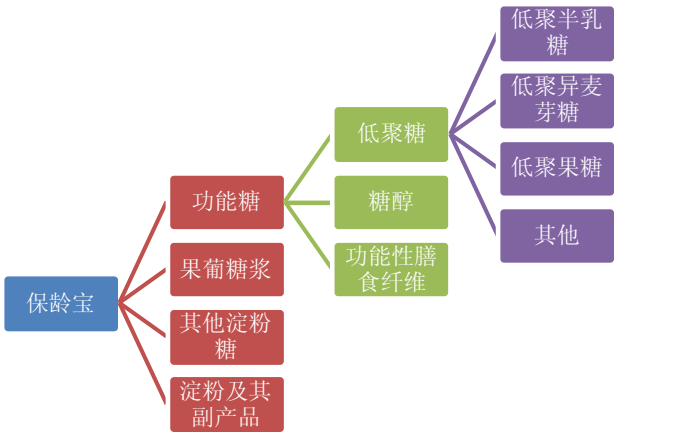 保龄宝
功能糖
果葡糖浆
其他淀粉
糖
淀粉及其
副产品
低聚糖
糖醇
功能性膳
食纤维
低聚半乳
糖
低聚异麦
芽糖
低聚果糖
其他